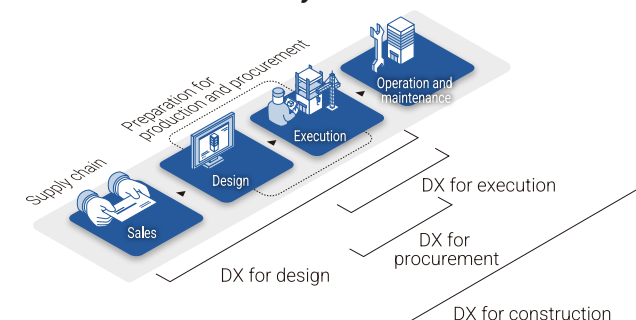 Preparation for
production and procurement
Supply chain
Operation and
maintenance
Execution
Design
Sales
DX for execution
DX for
procurement
DX for design
DX for construction